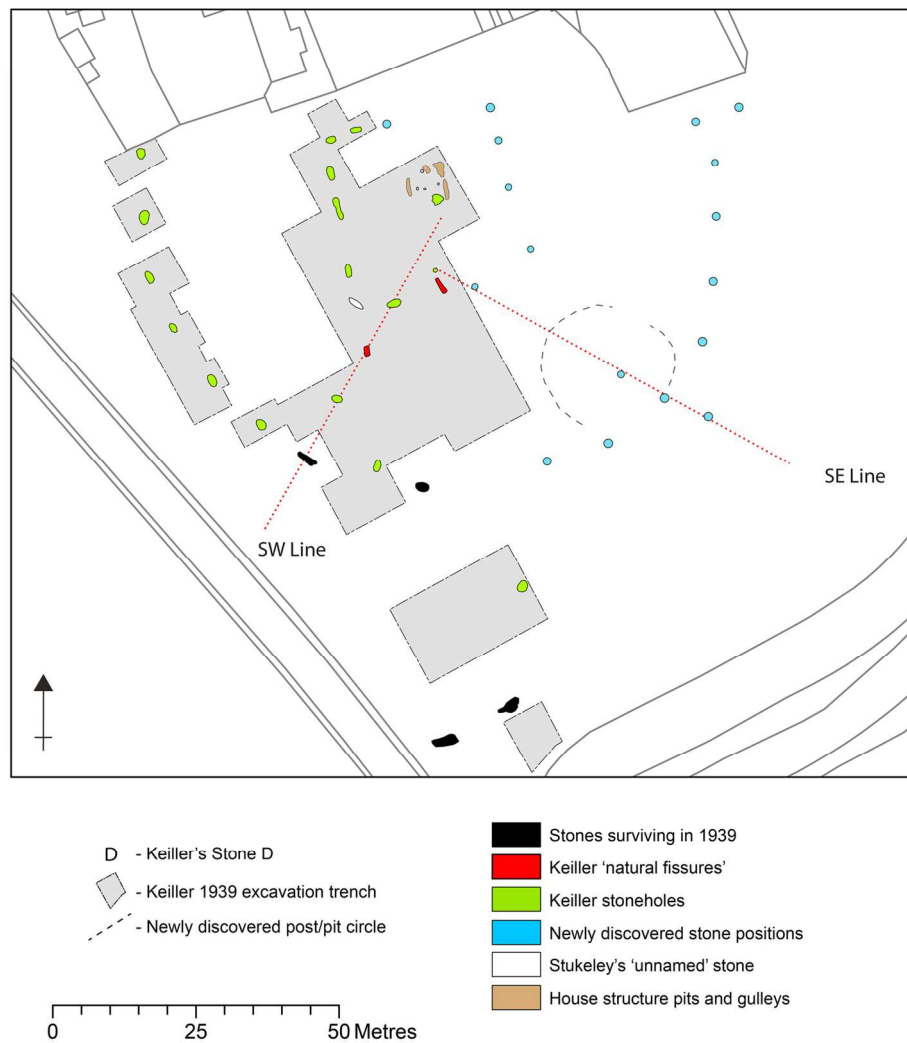 SE Line
SW Line
D - Keiller's Stone D
- Keiller 1939 excavation trench
- Newly discovered post/pit circle
0 25 50 Metres
Stones surviving in 1939
Keiller ‘natural fissures’
Keiller stoneholes
Newly discovered stone positions
Stukeley's ‘unnamed’ stone
House structure pits and gulleys